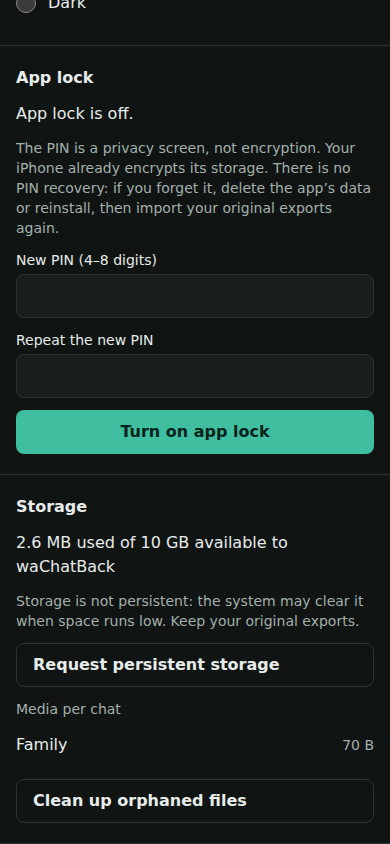 Dark
App lock
App lock is off.
The PIN is a privacy screen, not encryption. Your
iPhone already encrypts its storage. There is no
PIN recovery: if you forget it, delete the app’s data
or reinstall, then import your original exports
again.
New PIN (4–8 digits)
Repeat the new PIN
Turn on app lock
Storage
2.6 MB used of 10 GB available to
waChatBack
Storage is not persistent: the system may clear it
when space runs low. Keep your original exports.
Request persistent storage
Media per chat
Family 70 B
Clean up orphaned files